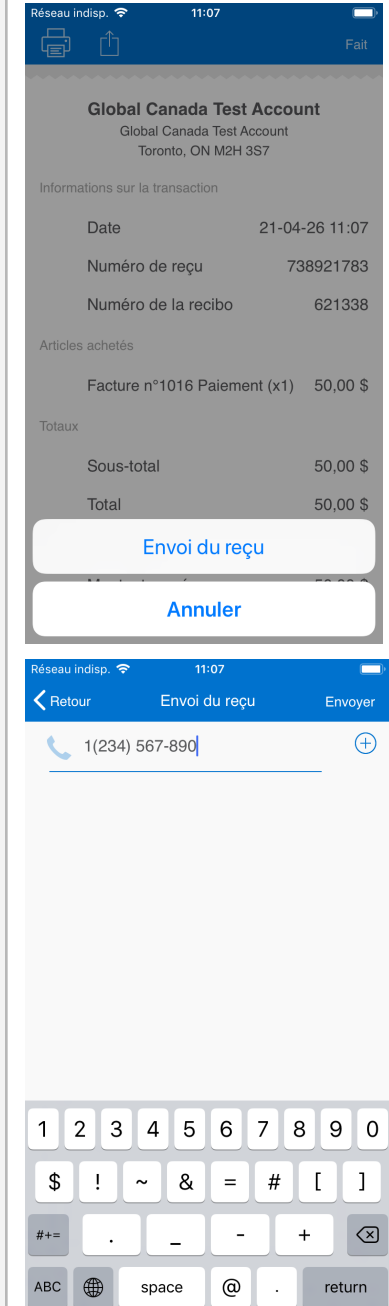 Réseau indisp. 11:07
Fait
Global Canada Test Account
Global Canada Test Account
Toronto, ON M2H 3S7
Informations sur la transaction
Date 21-04-26 11:07
Numéro de reçu 738921783
Numéro de la recibo 621338
Articles achetés
Facture n°1016 Paiement (x1) 50,00 $
Totaux
Sous-total 50,00 $
Total 50,00 $
Envoi du reçu
Annuler
Réseau indisp. 11:07
Retour Envoi du reçu Envoyer
1(234) 567-890
1 2 3 4 5 6 7 8 9 0
$ ! ~ & = # [ ]
#+= . _ - +
ABC space @ . return